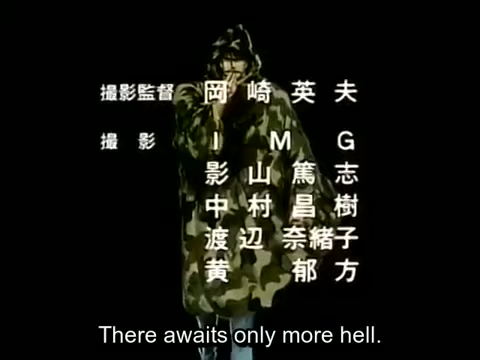 撮影監督 岡崎英夫
撮影 IMG
影山篤志
中村昌樹
渡辺奈緒子
黄郁方
There awaits only more hell.